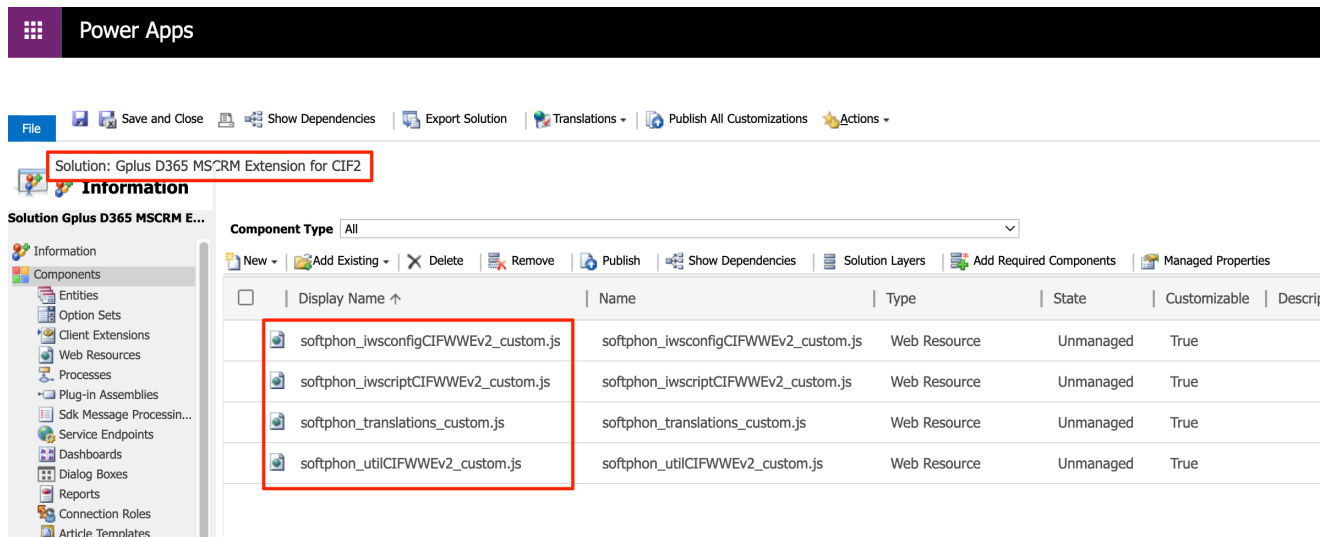 Power Apps
File Save and Close Show Dependencies Export Solution Translations Publish All Customizations Actions
Solution: Gplus D365 MSCRM Extension for CIF2
Information
Solution Gplus D365 MSCRM E...
Component Type All
Information
Components
Entities
Option Sets
Client Extensions
Web Resources
Processes
Plug-in Assemblies
Sdk Message Processin...
Service Endpoints
Dashboards
Dialog Boxes
Reports
Connection Roles
Article Templates
New Add Existing Delete Remove Publish Show Dependencies Solution Layers Add Required Components Managed Properties
Display Name Name Type State Customizable Descrip
softphon_iwsconfigCIFWWEv2_custom.js softphon_iwsconfigCIFWWEv2_custom.js Web Resource Unmanaged True
softphon_iwscriptCIFWWEv2_custom.js softphon_iwscriptCIFWWEv2_custom.js Web Resource Unmanaged True
softphon_translations_custom.js softphon_translations_custom.js Web Resource Unmanaged True
softphon_utilCIFWWEv2_custom.js softphon_utilCIFWWEv2_custom.js Web Resource Unmanaged True